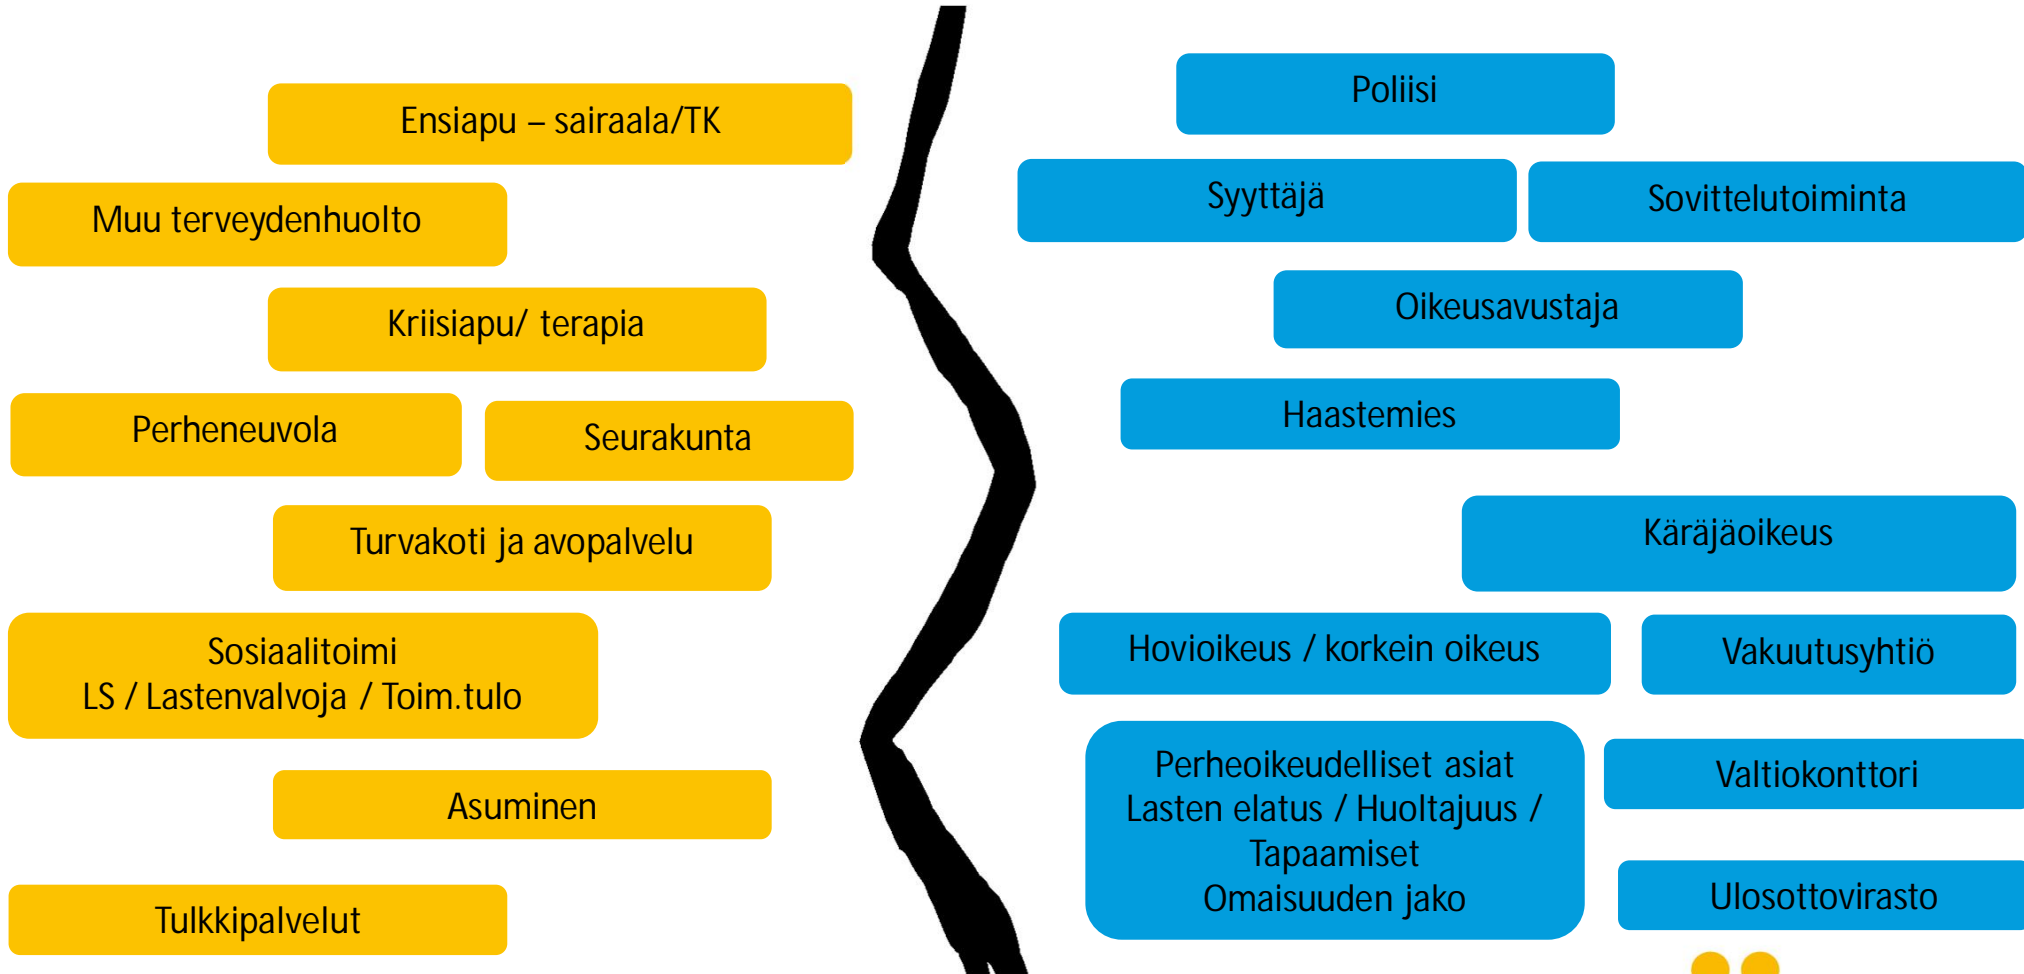 Ensiapu – sairaala/TK
Muu terveydenhuolto
Kriisiapu/ terapia
Perheneuvola
Seurakunta
Turvakoti ja avopalvelu
Sosiaalitoimi
LS / Lastenvalvoja / Toim.tulo
Asuminen
Tulkkipalvelut
Poliisi
Syyttäjä
Sovittelutoiminta
Oikeusavustaja
Haastemies
Käräjäoikeus
Hovioikeus / korkein oikeus
Vakuutusyhtiö
Perheoikeudelliset asiat
Lasten elatus / Huoltajuus /
Tapaamiset
Omaisuuden jako
Valtiokonttori
Ulosottovirasto